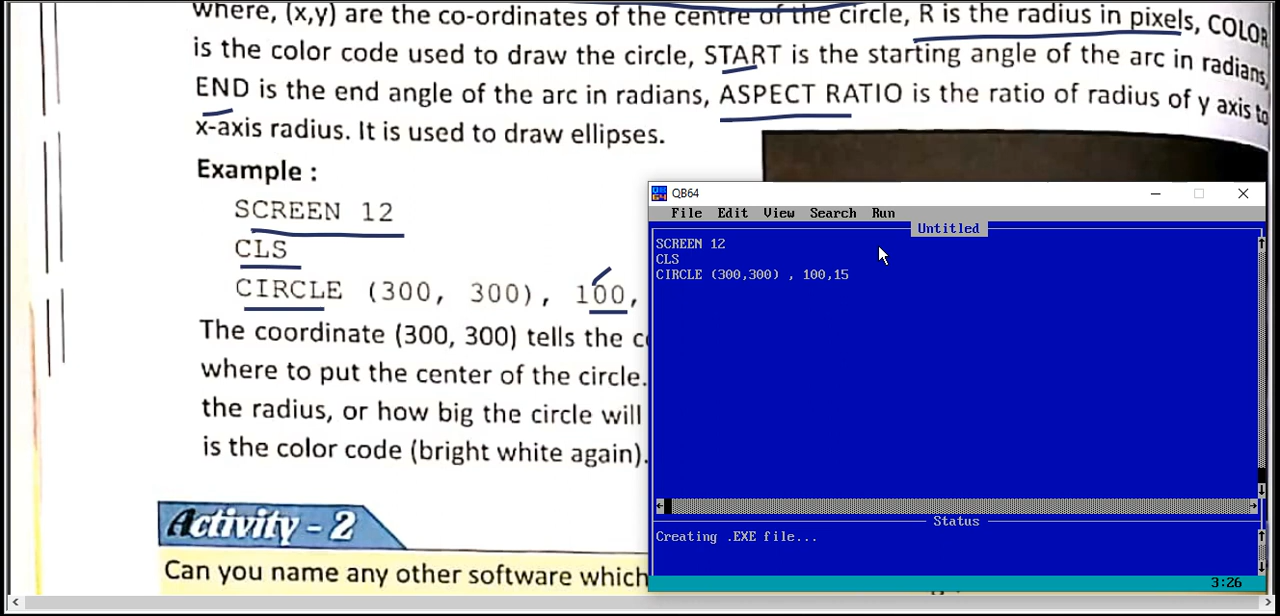 where, (x,y) are the co-ordinates of the centre of the circle, R is the radius in pixels, COLOR
is the color code used to draw the circle, START is the starting angle of the arc in radians,
END is the end angle of the arc in radians, ASPECT RATIO is the ratio of radius of y axis to
x-axis radius. It is used to draw ellipses.
Example :
SCREEN 12
CLS
CIRCLE (300, 300), 100,
The coordinate (300, 300) tells the
where to put the center of the circle.
the radius, or how big the circle will
is the color code (bright white again).
Activity - 2
Can you name any other software which
QB64
File Edit View Search Run
Untitled
SCREEN 12
CLS
CIRCLE (300,300) , 100,15
Status
Creating .EXE file...
3:26